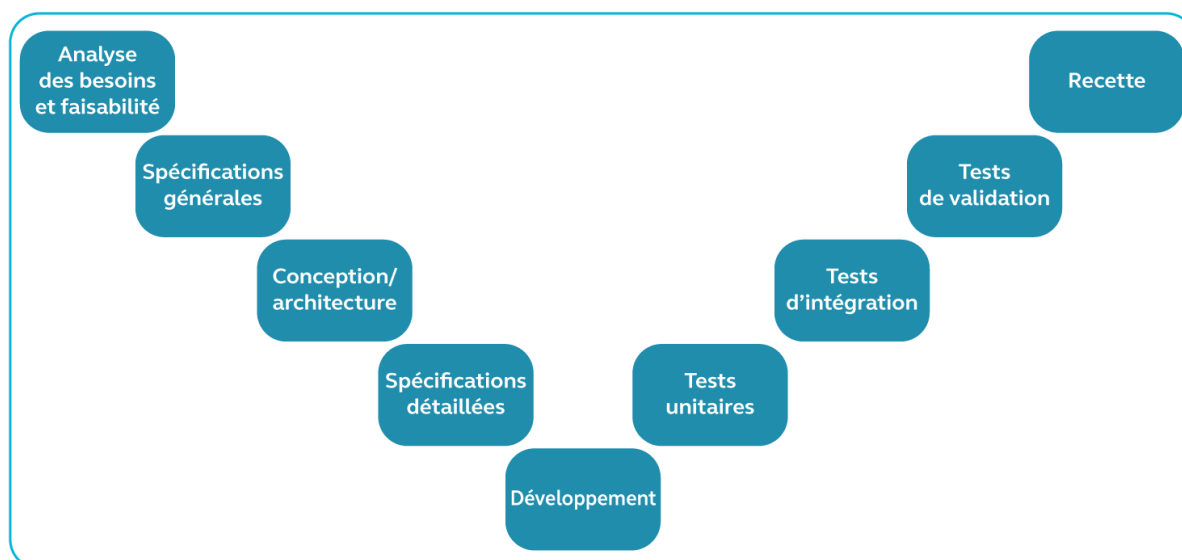 Analyse
des besoins
et faisabilité
Recette
Spécifications
générales
Tests
de validation
Conception/
architecture
Tests
d’intégration
Spécifications
détaillées
Tests
unitaires
Développement